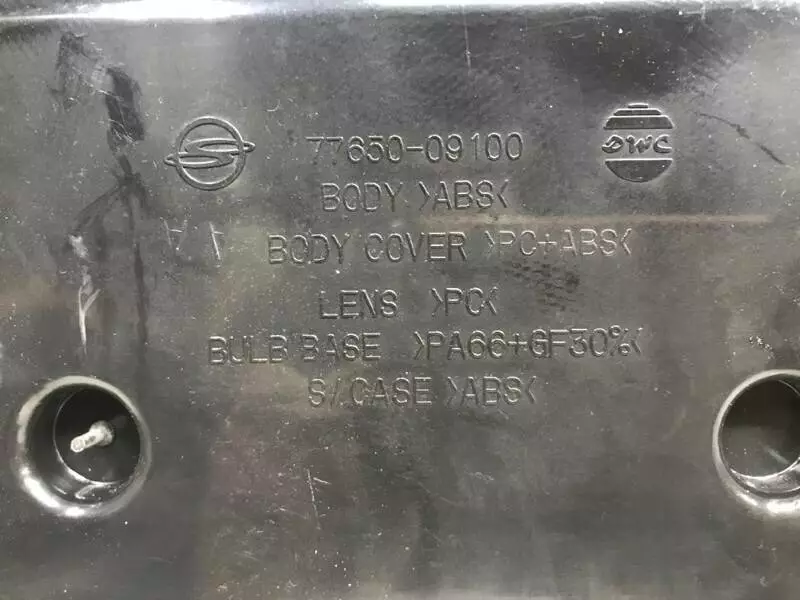 77650-09100 DWC
BODY >ABS<
BODY COVER >PC+ABS<
LENS >PC<
BULB BASE >PA66+GF30%<
S/CASE >ABS<